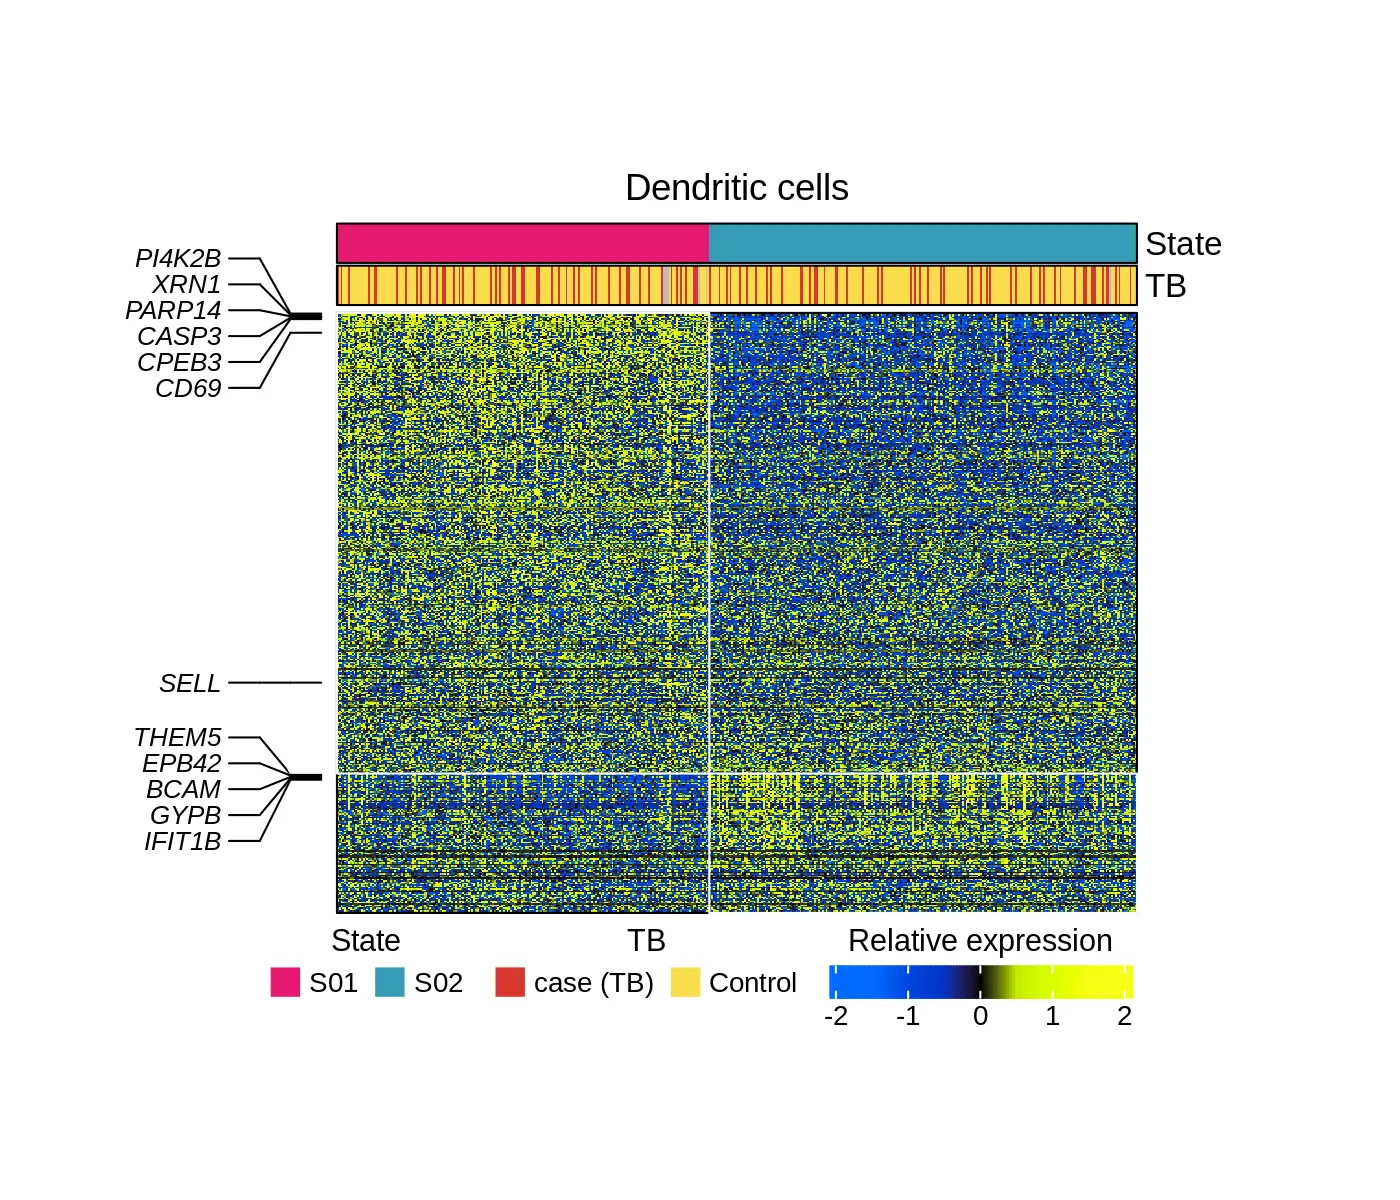 Dendritic cells
State
TB
PI4K2B
XRN1
PARP14
CASP3
CPEB3
CD69
SELL
THEM5
EPB42
BCAM
GYPB
IFIT1B
State TB Relative expression
S01 S02 case (TB) Control
-2 -1 0 1 2